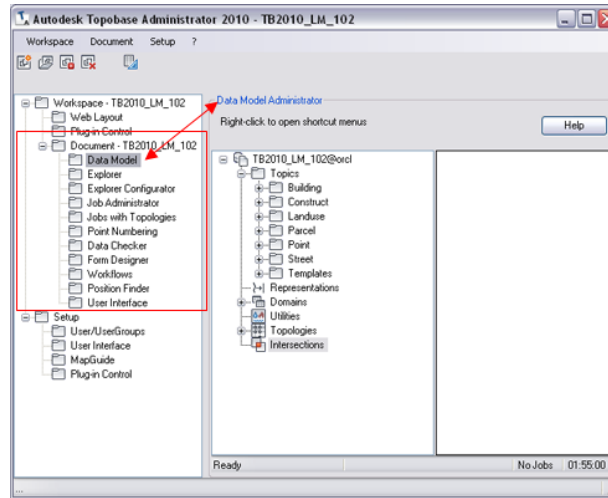 Autodesk Topobase Administrator 2010 - TB2010_LM_102
Workspace Document Setup ?
Workspace - TB2010_LM_102
Web Layout
Plug-in Control
Document - TB2010_LM_102
Data Model
Explorer
Explorer Configurator
Job Administrator
Jobs with Topologies
Point Numbering
Data Checker
Form Designer
Workflows
Position Finder
User Interface
Setup
User/UserGroups
User Interface
MapGuide
Plug-in Control
Data Model Administrator
Right-click to open shortcut menus
Help
TB2010_LM_102@orcl
Topics
Building
Construct
Landuse
Parcel
Point
Street
Templates
Representations
Domains
Utilities
Topologies
Intersections
Ready
No Jobs 01:55:00
...